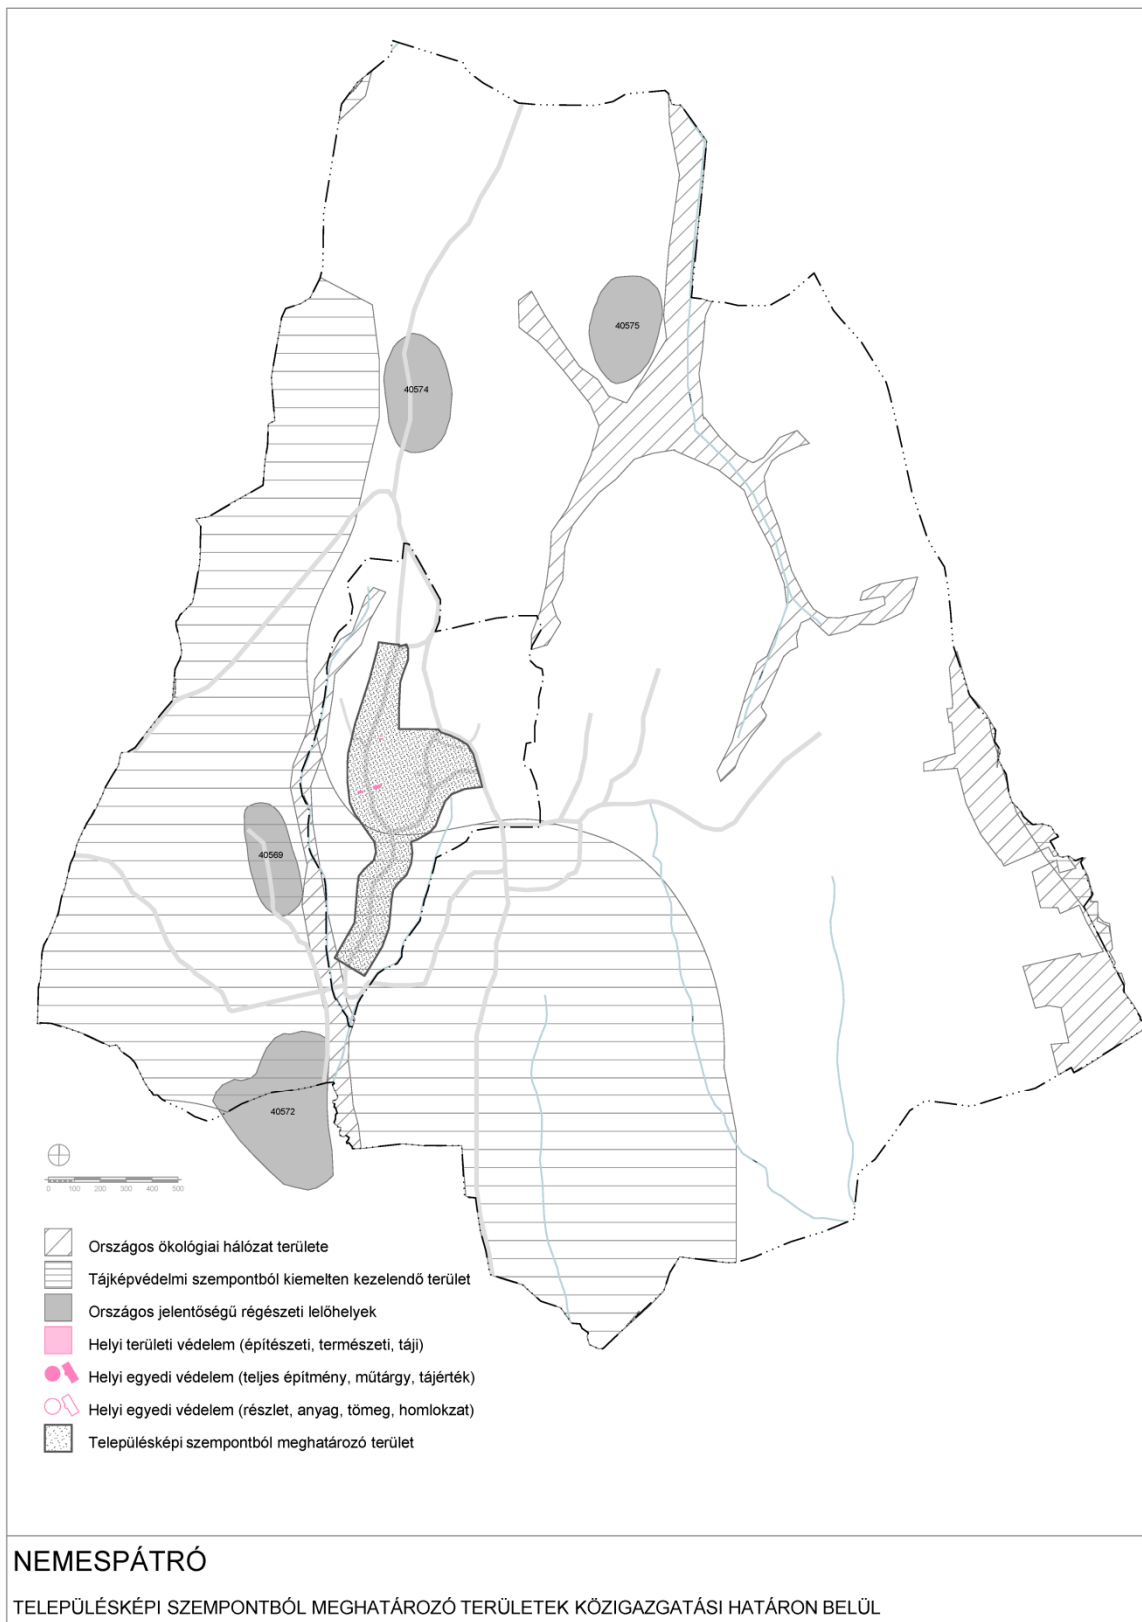 40575
40574
40569
40572
0 100 200 300 400 500
Országos ökológiai hálózat területe
Tájképvédelmi szempontból kiemelten kezelendő terület
Országos jelentőségű régészeti lelőhelyek
Helyi területi védelem (építészeti, természeti, táji)
Helyi egyedi védelem (teljes építmény, műtárgy, tájérték)
Helyi egyedi védelem (részlet, anyag, tömeg, homlokzat)
Településképi szempontból meghatározó terület
NEMESPÁTRÓ
TELEPÜLÉSKÉPI SZEMPONTBÓL MEGHATÁROZÓ TERÜLETEK KÖZIGAZGATÁSI HATÁRON BELÜL